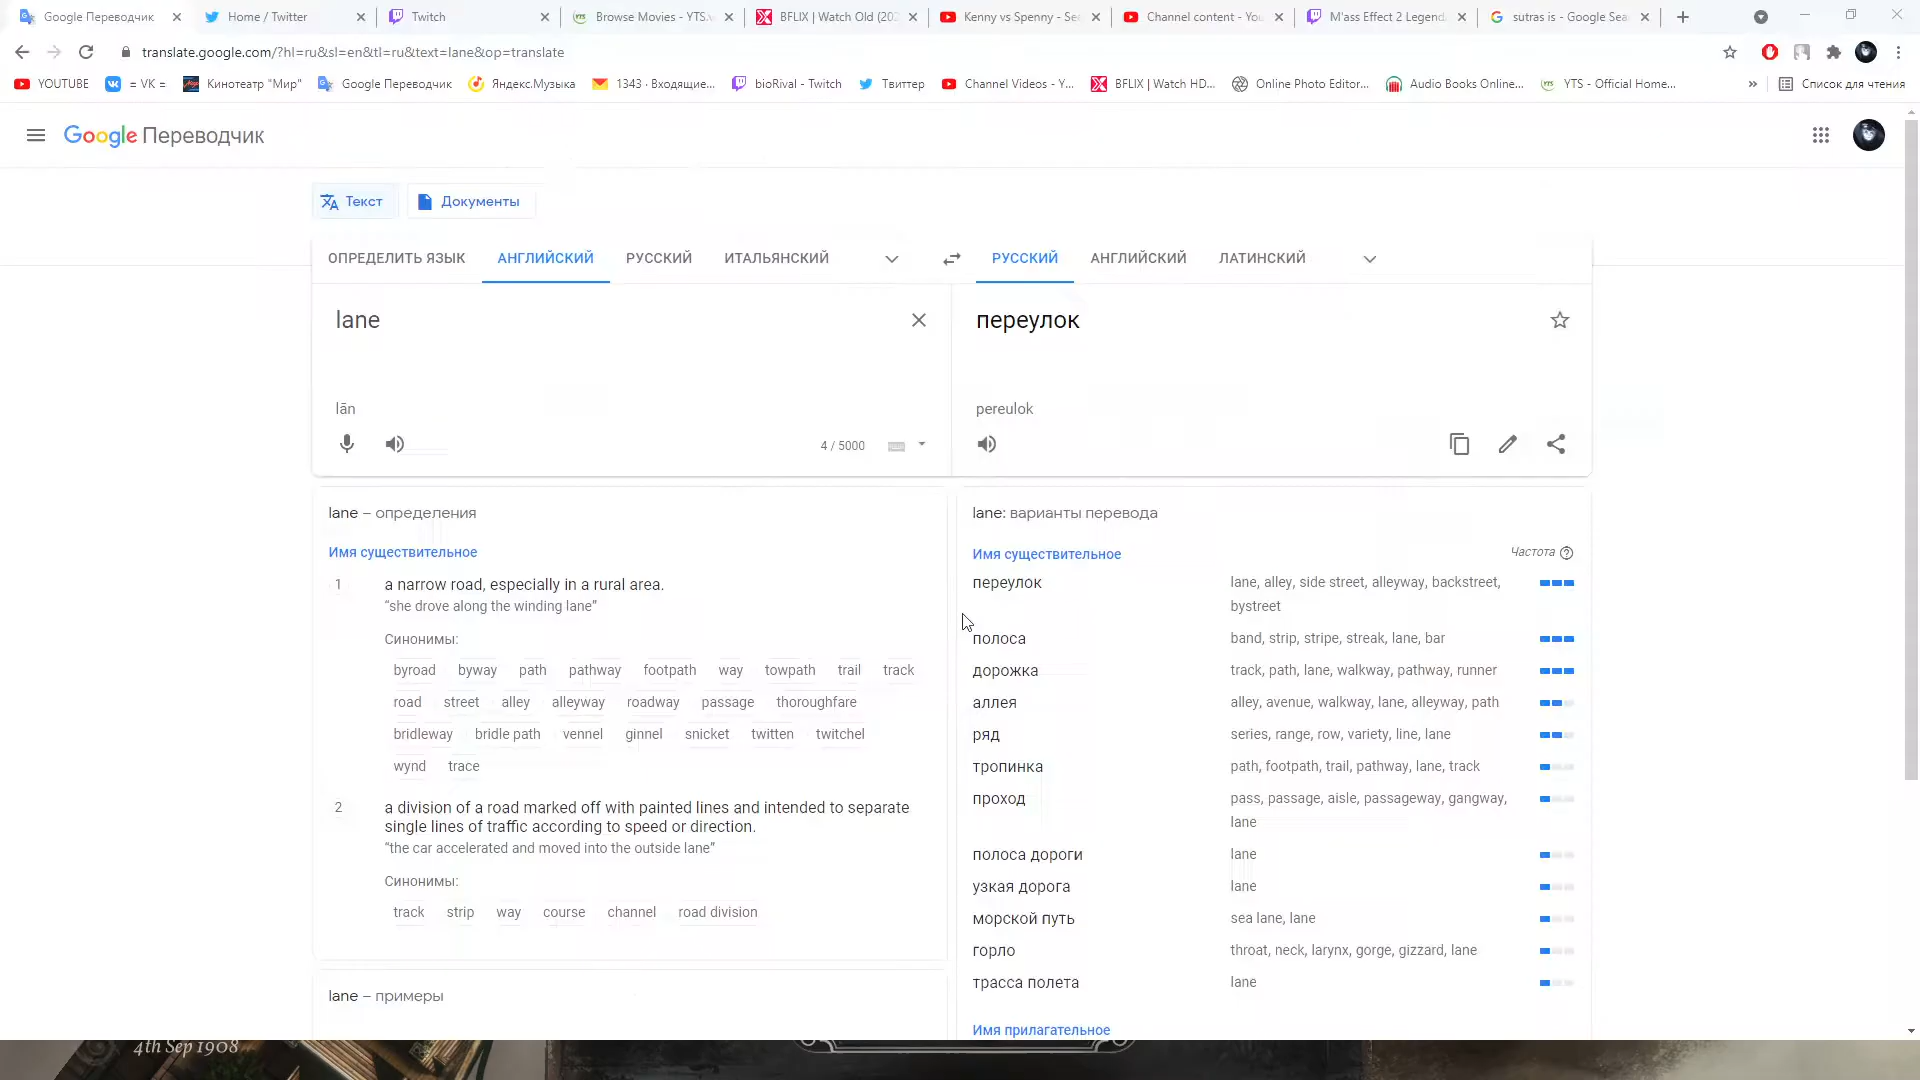 Google Переводчик
Home / Twitter
Twitch
Browse Movies - YTS.
BFLIX | Watch Old (202
Kenny vs Spenny - Se
Channel content - You
M'ass Effect 2 Legend
sutras is - Google Sea
translate.google.com/?hl=ru&sl=en&tl=ru&text=lane&op=translate
YOUTUBE
= VK =
Кинотеатр "Мир"
Google Переводчик
Яндекс.Музыка
1343 · Входящие...
bioRival - Twitch
Твиттер
Channel Videos - Y...
BFLIX | Watch HD...
Online Photo Editor...
Audio Books Online...
YTS - Official Home...
»
Список для чтения
Google Переводчик
Текст
Документы
ОПРЕДЕЛИТЬ ЯЗЫК
АНГЛИЙСКИЙ
РУССКИЙ
ИТАЛЬЯНСКИЙ
РУССКИЙ
АНГЛИЙСКИЙ
ЛАТИНСКИЙ
lane
переулок
lān
pereulok
4 / 5000
lane – определения
Имя существительное
1
a narrow road, especially in a rural area.
“she drove along the winding lane”
Синонимы:
byroad byway path pathway footpath way towpath trail track
road street alley alleyway roadway passage thoroughfare
bridleway bridle path vennel ginnel snicket twitten twitchel
wynd trace
2
a division of a road marked off with painted lines and intended to separate
single lines of traffic according to speed or direction.
“the car accelerated and moved into the outside lane”
Синонимы:
track strip way course channel road division
lane – примеры
lane: варианты перевода
Имя существительное
Частота
переулок
lane, alley, side street, alleyway, backstreet,
bystreet
полоса
band, strip, stripe, streak, lane, bar
дорожка
track, path, lane, walkway, pathway, runner
аллея
alley, avenue, walkway, lane, alleyway, path
ряд
series, range, row, variety, line, lane
тропинка
path, footpath, trail, pathway, lane, track
проход
pass, passage, aisle, passageway, gangway,
lane
полоса дороги
lane
узкая дорога
lane
морской путь
sea lane, lane
горло
throat, neck, larynx, gorge, gizzard, lane
трасса полета
lane
Имя прилагательное
4th Sep 1908